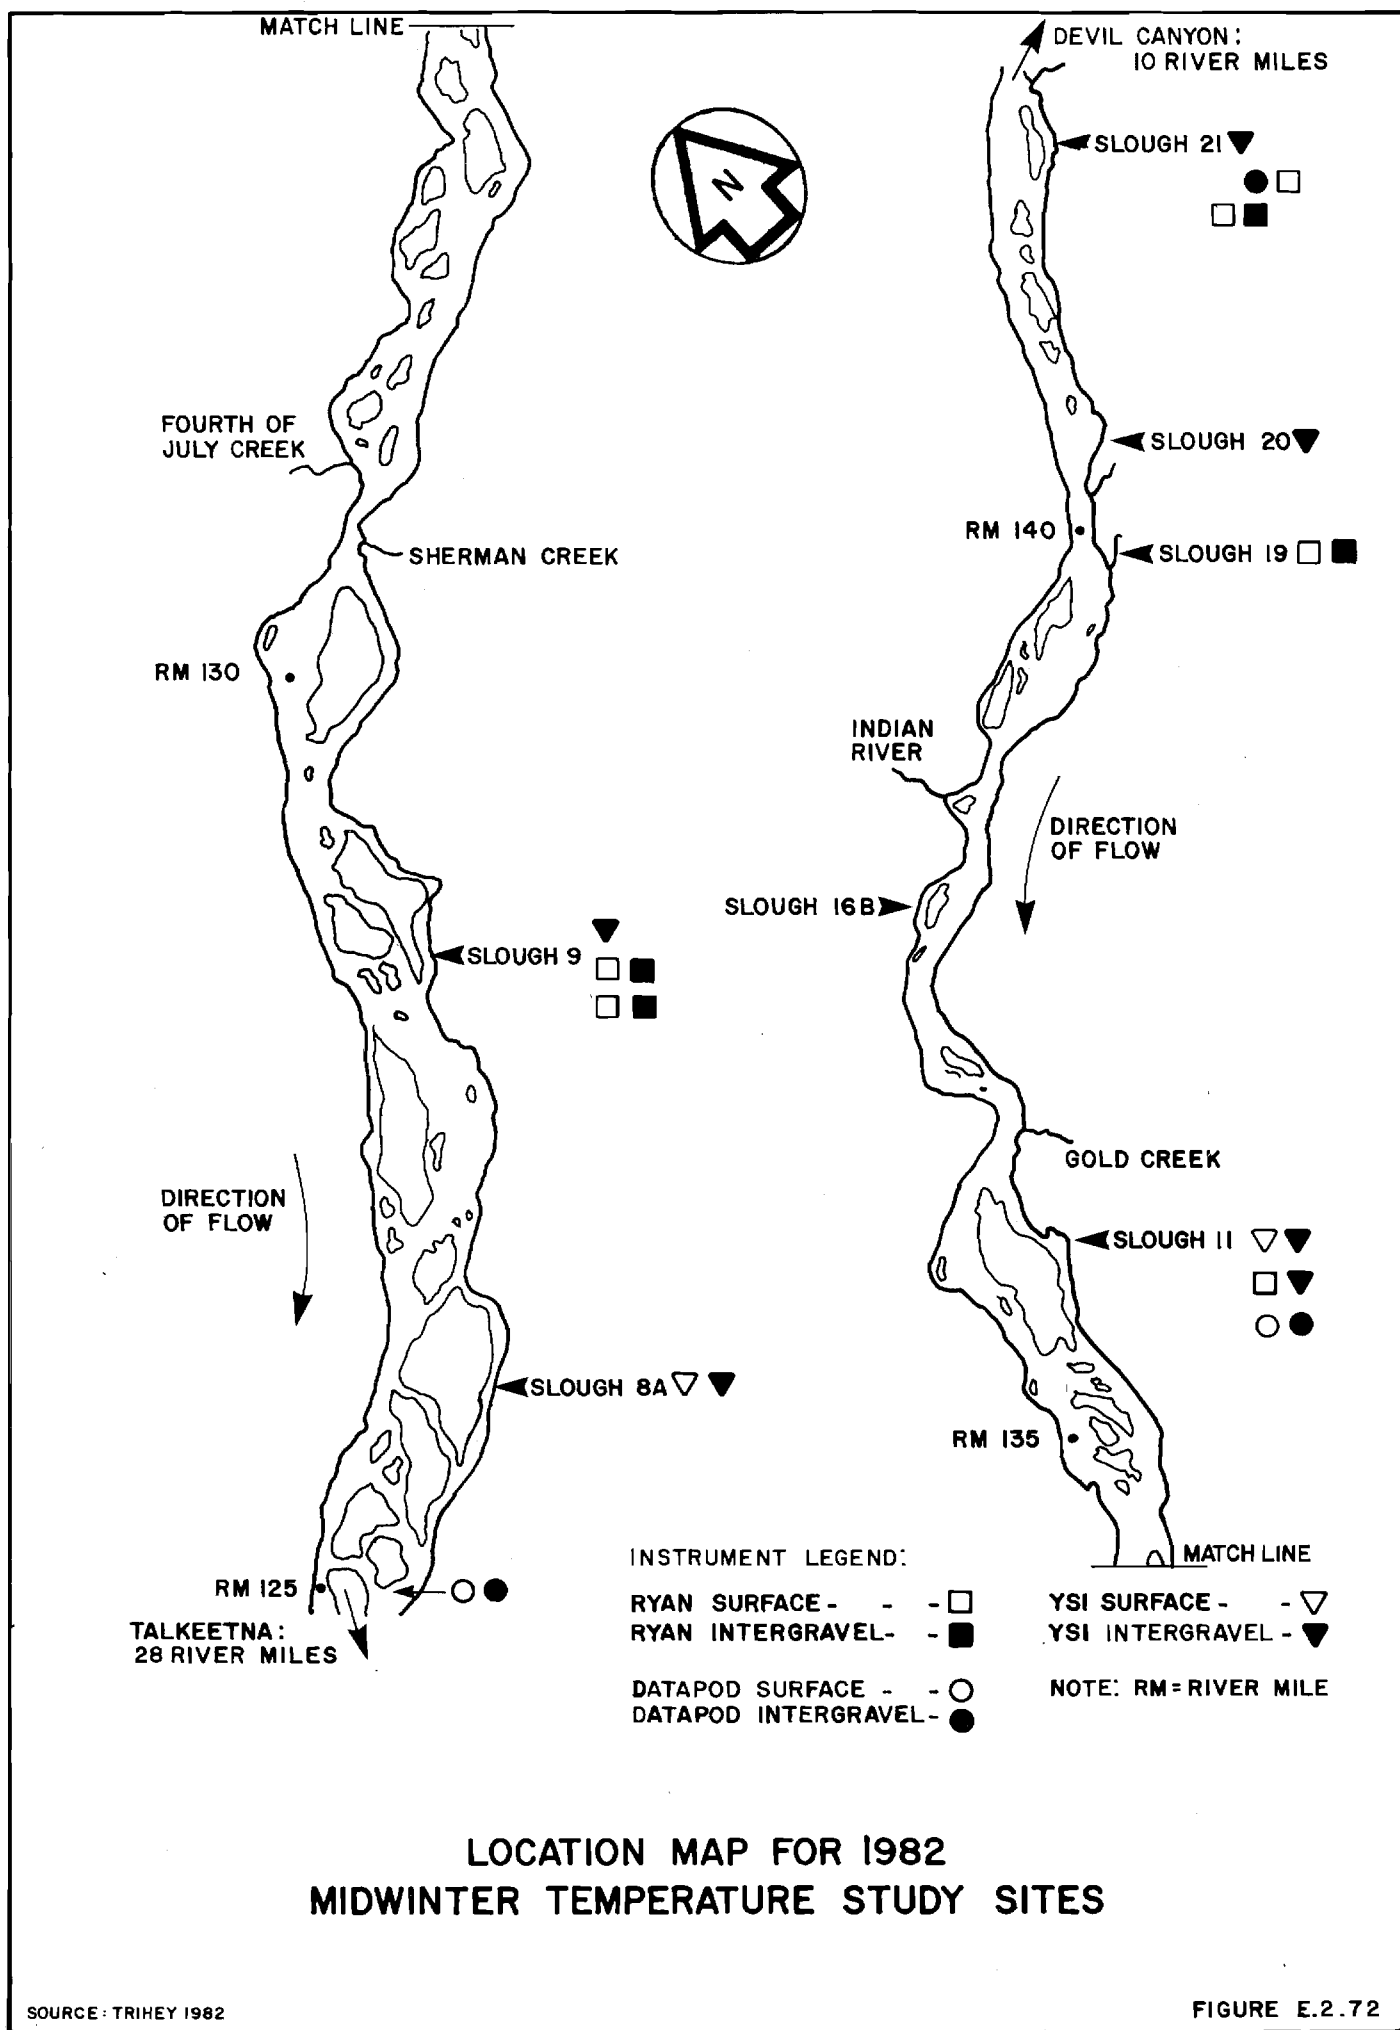 MATCH LINE
DEVIL CANYON:
10 RIVER MILES
SLOUGH 21
N
FOURTH OF
JULY CREEK
SLOUGH 20
RM 140
SLOUGH 19
SHERMAN CREEK
RM 130
INDIAN
RIVER
DIRECTION
OF FLOW
SLOUGH 16B
SLOUGH 9
GOLD CREEK
DIRECTION
OF FLOW
SLOUGH 11
SLOUGH 8A
RM 135
MATCH LINE
RM 125
TALKEETNA:
28 RIVER MILES
INSTRUMENT LEGEND:
RYAN SURFACE - - -
RYAN INTERGRAVEL- -
DATAPOD SURFACE - -
DATAPOD INTERGRAVEL-
YSI SURFACE - -
YSI INTERGRAVEL -
NOTE: RM=RIVER MILE
LOCATION MAP FOR 1982
MIDWINTER TEMPERATURE STUDY SITES
SOURCE: TRIHEY 1982
FIGURE E.2.72